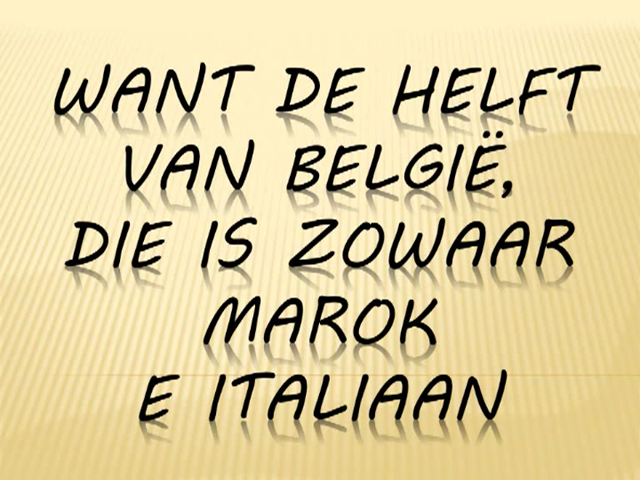 WANT DE HELFT
VAN BELGIË,
DIE IS ZOWAAR
MAROK
E ITALIAAN